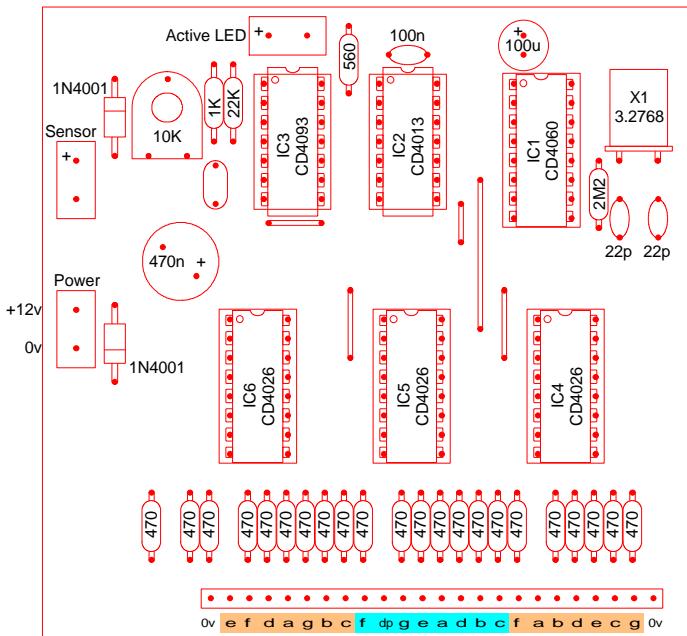 Active LED
+
560
100n
+
100u
1N4001
10K
1K
22K
IC3
CD4093
IC2
CD4013
IC1
CD4060
X1
3.2768
Sensor
+
2M2
22p
22p
470n
+
Power
+12v
0v
1N4001
IC6
CD4026
IC5
CD4026
IC4
CD4026
470 470 470 470 470 470 470 470 470 470 470 470 470 470 470 470 470 470 470 470 470 470
0v e f d a g b c f dp g e a d b c f a b d e c g 0v